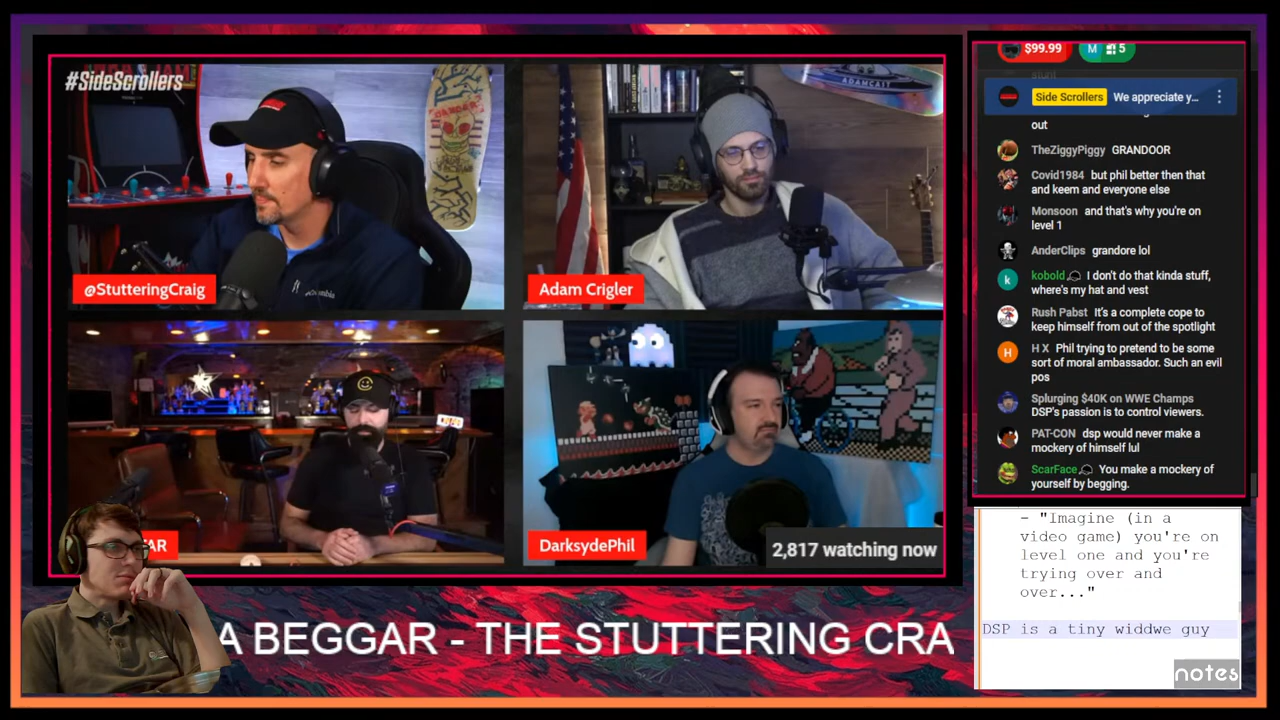 #SideScrollers
@StutteringCraig
ADAMCAST
Adam Crigler
AR
DarksydePhil
2,817 watching now
A BEGGAR - THE STUTTERING CRA
$99.99
M
5
Side Scrollers We appreciate y...
out
TheZiggyPiggy GRANDOOR
Covid1984 but phil better then that
and keem and everyone else
Monsoon and that's why you're on
level 1
AnderClips grandore lol
k
kobold I don't do that kinda stuff,
where's my hat and vest
Rush Pabst It's a complete cope to
keep himself from out of the spotlight
H
H X Phil trying to pretend to be some
sort of moral ambassador. Such an evil
pos
Splurging $40K on WWE Champs
DSP's passion is to control viewers.
PAT-CON dsp would never make a
mockery of himself lul
ScarFace You make a mockery of
yourself by begging.
- "Imagine (in a
video game) you're on
level one and you're
trying over and
over..."
DSP is a tiny widdwe guy
notes